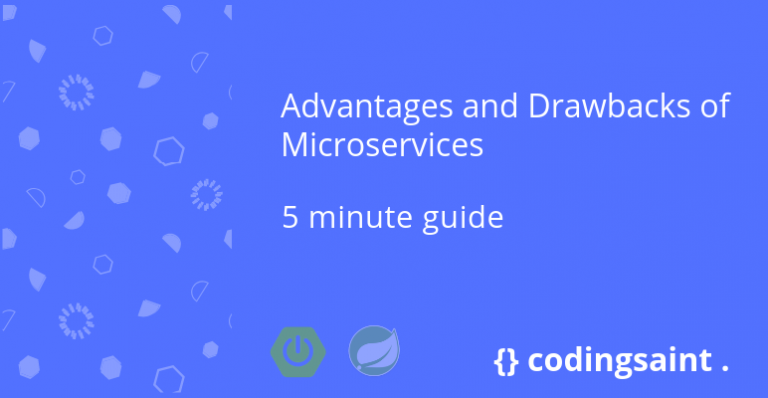 Advantages and Drawbacks of
Microservices
5 minute guide
{} codingsaint .